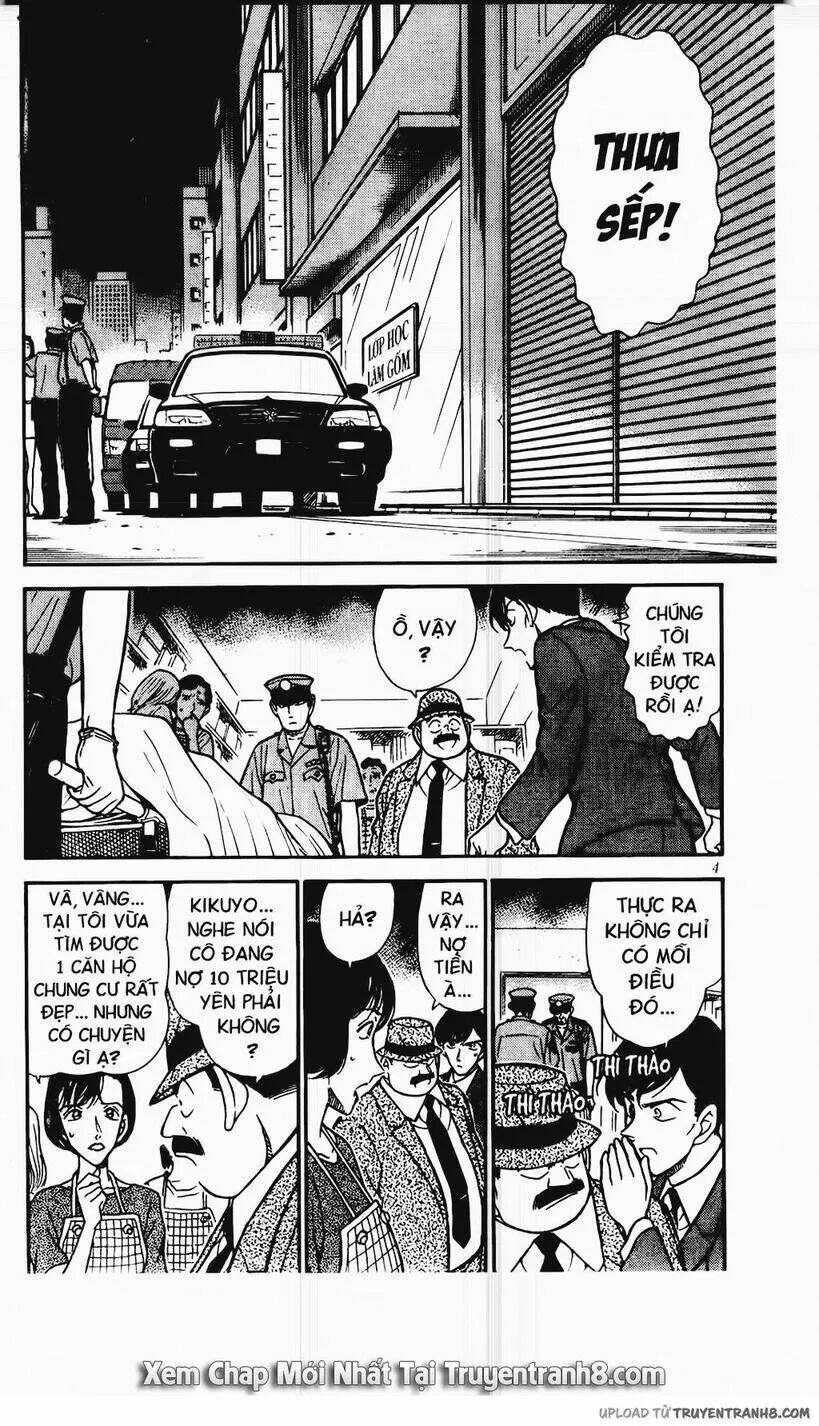 THƯA
SẾP!
LỚP HỌC
LÀM GỐM
CHÚNG
TÔI
KIỂM TRA
ĐƯỢC
RỒI Ạ!
Ồ, VẬY
?
4
THỰC RA
KHÔNG CHỈ
CÓ MỖI
ĐIỀU
ĐÓ...
THÌ THÀO
THÌ THÀO
RA
VẬY...
NỢ
TIỀN
À...
HẢ?
KIKUYO...
NGHE NÓI
CÔ ĐANG
NỢ 10 TRIỆU
YÊN PHẢI
KHÔNG
?
VÂ, VÂNG...
TẠI TÔI VỪA
TÌM ĐƯỢC
1 CĂN HỘ
CHUNG CƯ RẤT
ĐẸP... NHƯNG
CÓ CHUYỆN
GÌ Ạ?
Xem Chap Mới Nhất Tại Truyentranh8.com
UPLOAD TỪ TRUYENTRANH8.COM